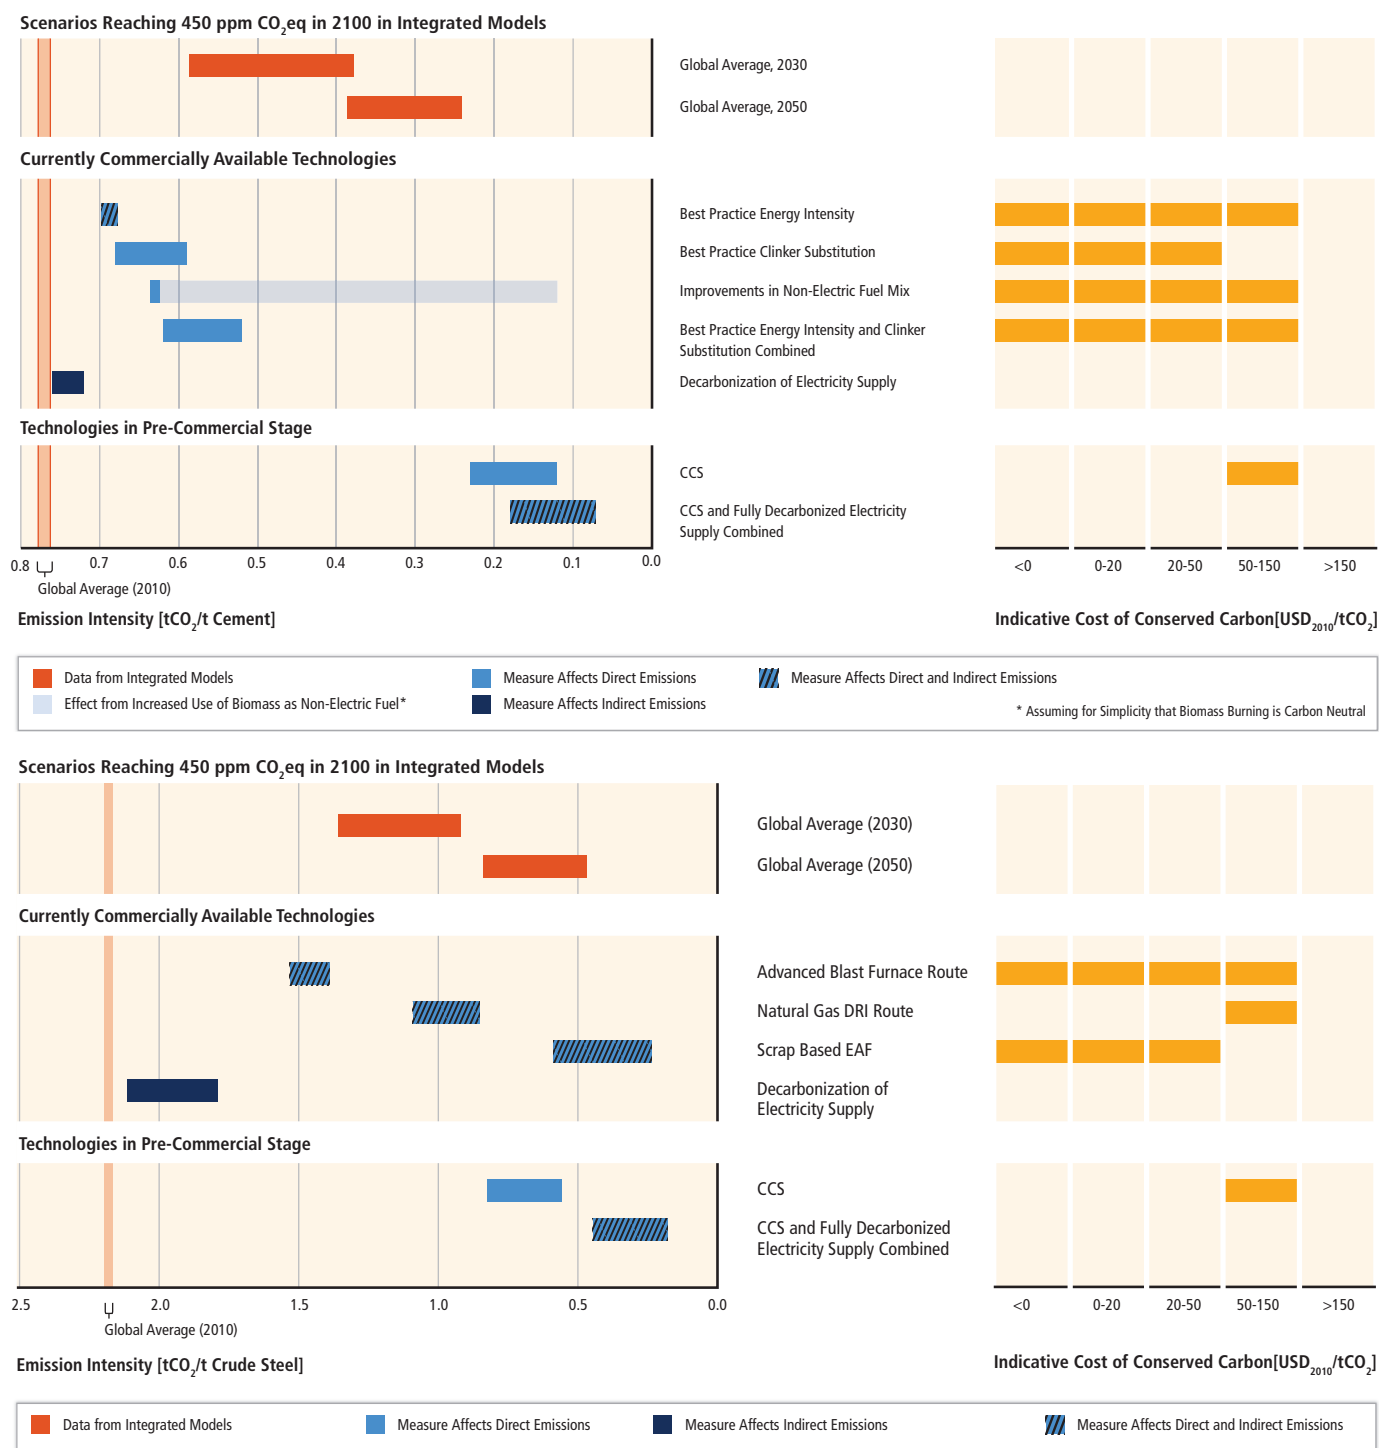 Scenarios Reaching 450 ppm CO2eq in 2100 in Integrated Models
Global Average, 2030
Global Average, 2050
Currently Commercially Available Technologies
Best Practice Energy Intensity
Best Practice Clinker Substitution
Improvements in Non-Electric Fuel Mix
Best Practice Energy Intensity and Clinker
Substitution Combined
Decarbonization of Electricity Supply
Technologies in Pre-Commercial Stage
CCS
CCS and Fully Decarbonized Electricity
Supply Combined
0.8 0.7 0.6 0.5 0.4 0.3 0.2 0.1 0.0
<0 0-20 20-50 50-150 >150
Global Average (2010)
Emission Intensity [tCO2/t Cement]
Indicative Cost of Conserved Carbon[USD2010/tCO2]
Data from Integrated Models
Measure Affects Direct Emissions
Measure Affects Direct and Indirect Emissions
Effect from Increased Use of Biomass as Non-Electric Fuel*
Measure Affects Indirect Emissions
* Assuming for Simplicity that Biomass Burning is Carbon Neutral
Scenarios Reaching 450 ppm CO2eq in 2100 in Integrated Models
Global Average (2030)
Global Average (2050)
Currently Commercially Available Technologies
Advanced Blast Furnace Route
Natural Gas DRI Route
Scrap Based EAF
Decarbonization of
Electricity Supply
Technologies in Pre-Commercial Stage
CCS
CCS and Fully Decarbonized
Electricity Supply Combined
2.5 2.0 1.5 1.0 0.5 0.0
<0 0-20 20-50 50-150 >150
Global Average (2010)
Emission Intensity [tCO2/t Crude Steel]
Indicative Cost of Conserved Carbon[USD2010/tCO2]
Data from Integrated Models
Measure Affects Direct Emissions
Measure Affects Indirect Emissions
Measure Affects Direct and Indirect Emissions